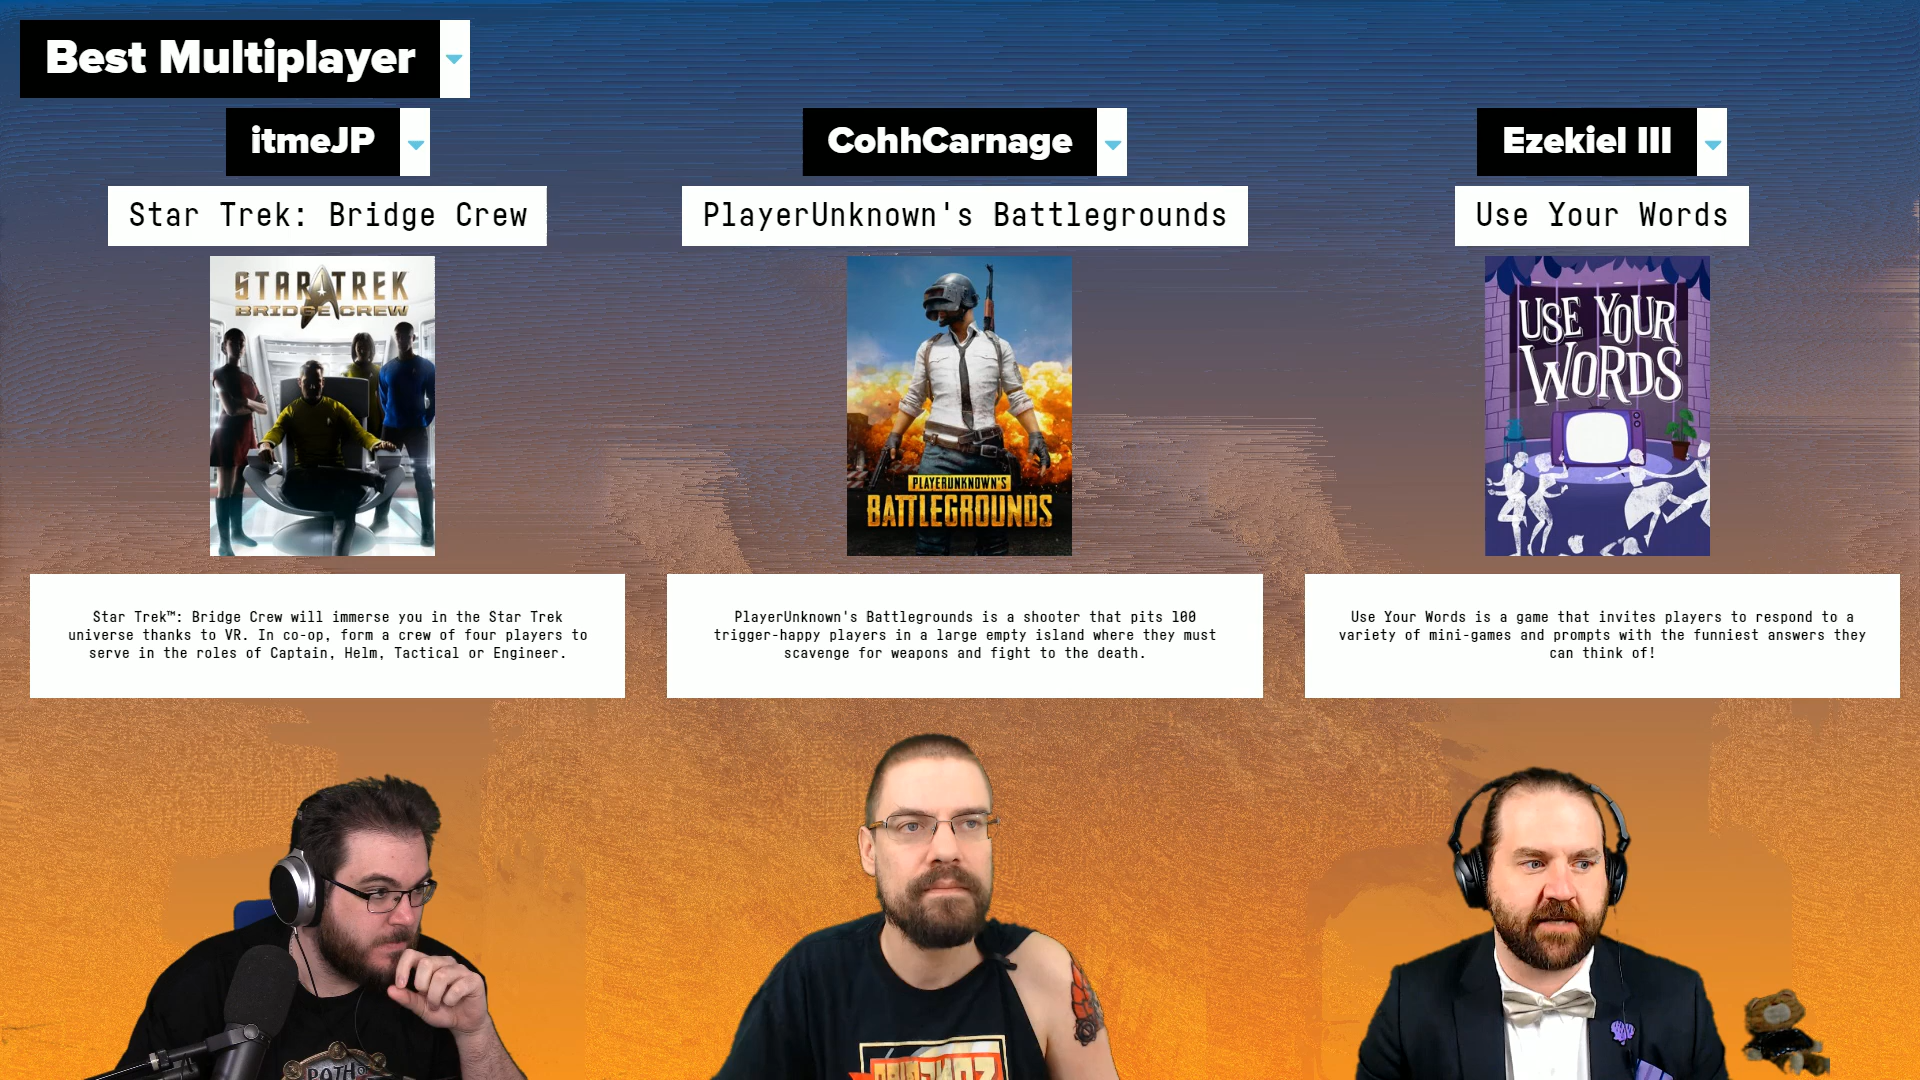 Best Multiplayer
itmeJP
CohhCarnage
Ezekiel III
Star Trek: Bridge Crew
PlayerUnknown's Battlegrounds
Use Your Words
STAR TREK
BRIDGE CREW
PLAYERUNKNOWN'S
BATTLEGROUNDS
USE YOUR
WORDS
Star Trek™: Bridge Crew will immerse you in the Star Trek
universe thanks to VR. In co-op, form a crew of four players to
serve in the roles of Captain, Helm, Tactical or Engineer.
PlayerUnknown's Battlegrounds is a shooter that pits 100
trigger-happy players in a large empty island where they must
scavenge for weapons and fight to the death.
Use Your Words is a game that invites players to respond to a
variety of mini-games and prompts with the funniest answers they
can think of!
PATH OF